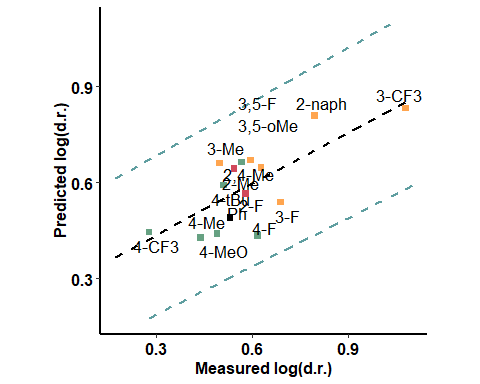 3,5-F
2-naph
3-CF3
3,5-oMe
3-Me
2,4-Me
2-Me
4-tBu
2-F
PH
3-F
4-Me
4-F
4-CF3
4-MeO
0.9
0.6
0.3
0.3
0.6
0.9
Predicted log(d.r.)
Measured log(d.r.)